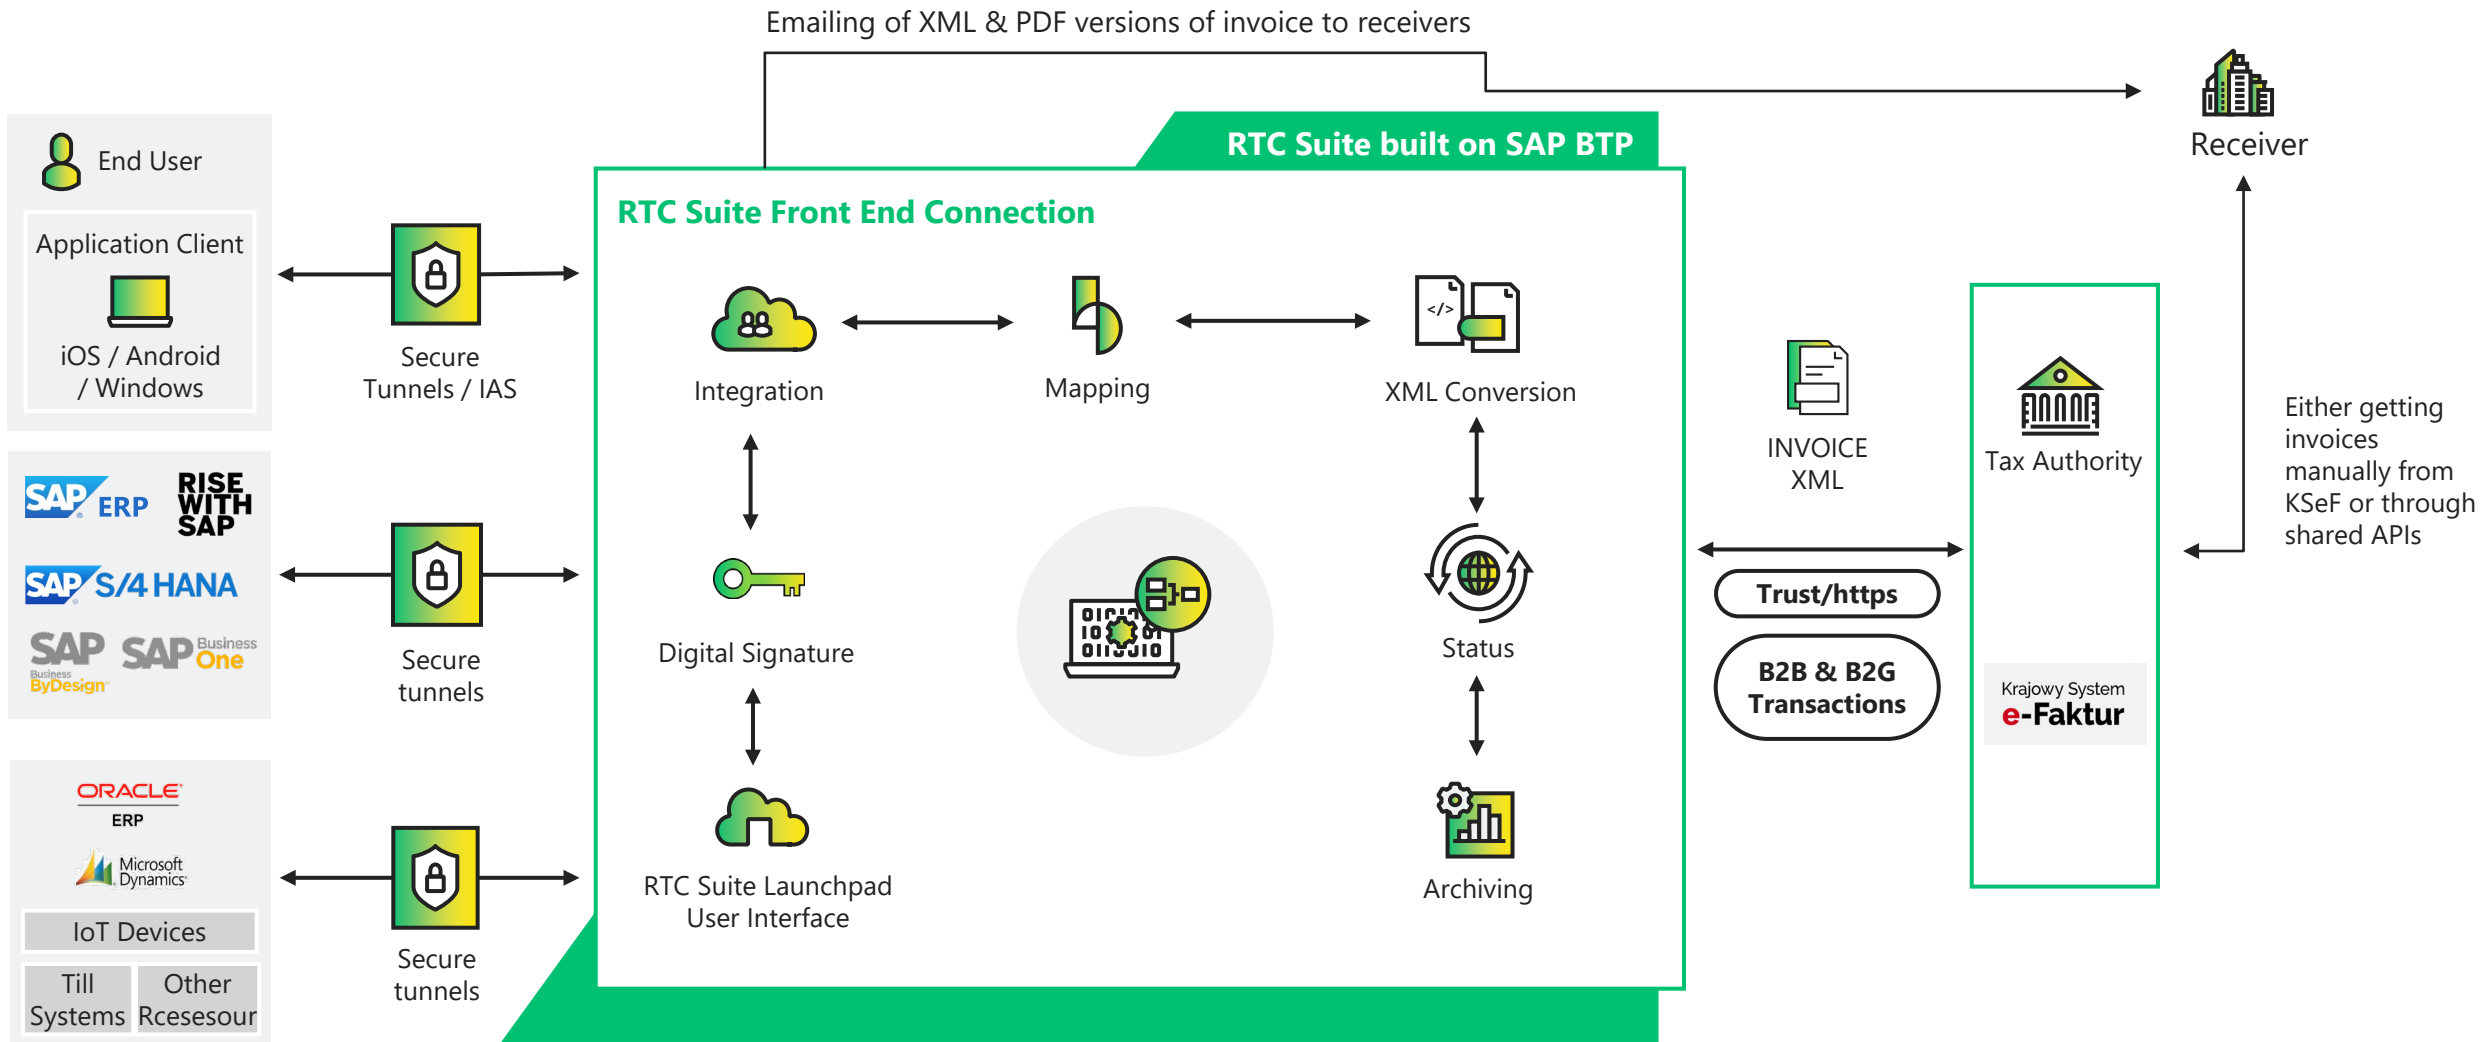 Emailing of XML & PDF versions of invoice to receivers
Receiver
End User
Application Client
iOS / Android
/ Windows
SAP ERP
RISE
WITH
SAP
SAP S/4 HANA
SAP
Business
ByDesign
SAP Business
One
ORACLE
ERP
Microsoft
Dynamics
IoT Devices
Till
Systems
Other
Rcesesour
Secure
Tunnels / IAS
Secure
tunnels
Secure
tunnels
RTC Suite built on SAP BTP
RTC Suite Front End Connection
Integration
Mapping
</>
XML Conversion
Digital Signature
Status
RTC Suite Launchpad
User Interface
Archiving
INVOICE
XML
Trust/https
B2B & B2G
Transactions
Tax Authority
Krajowy System
e-Faktur
Either getting
invoices
manually from
KSeF or through
shared APIs